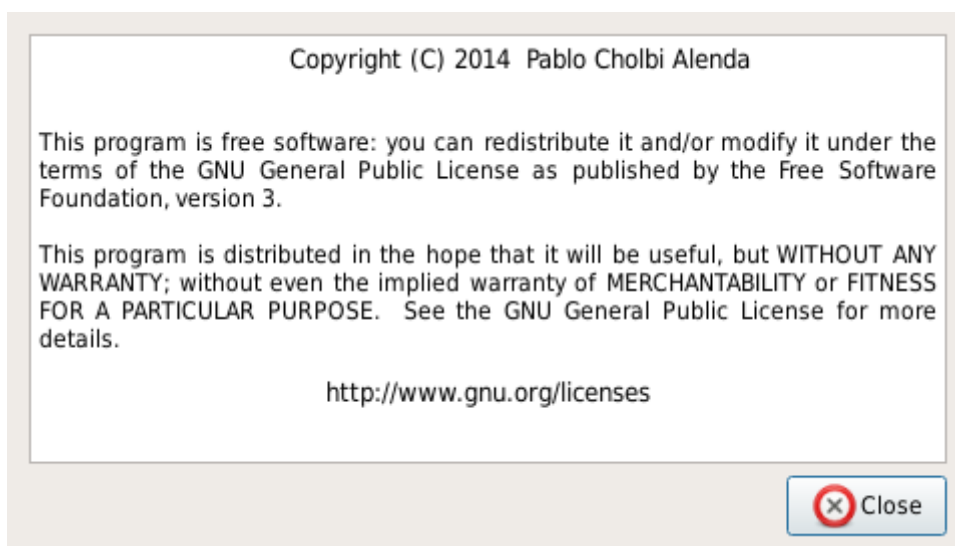 Copyright (C) 2014  Pablo Cholbi Alenda
This program is free software: you can redistribute it and/or modify it under the
terms of the GNU General Public License as published by the Free Software
Foundation, version 3.
This program is distributed in the hope that it will be useful, but WITHOUT ANY
WARRANTY; without even the implied warranty of MERCHANTABILITY or FITNESS
FOR A PARTICULAR PURPOSE.  See the GNU General Public License for more
details.
http://www.gnu.org/licenses
Close